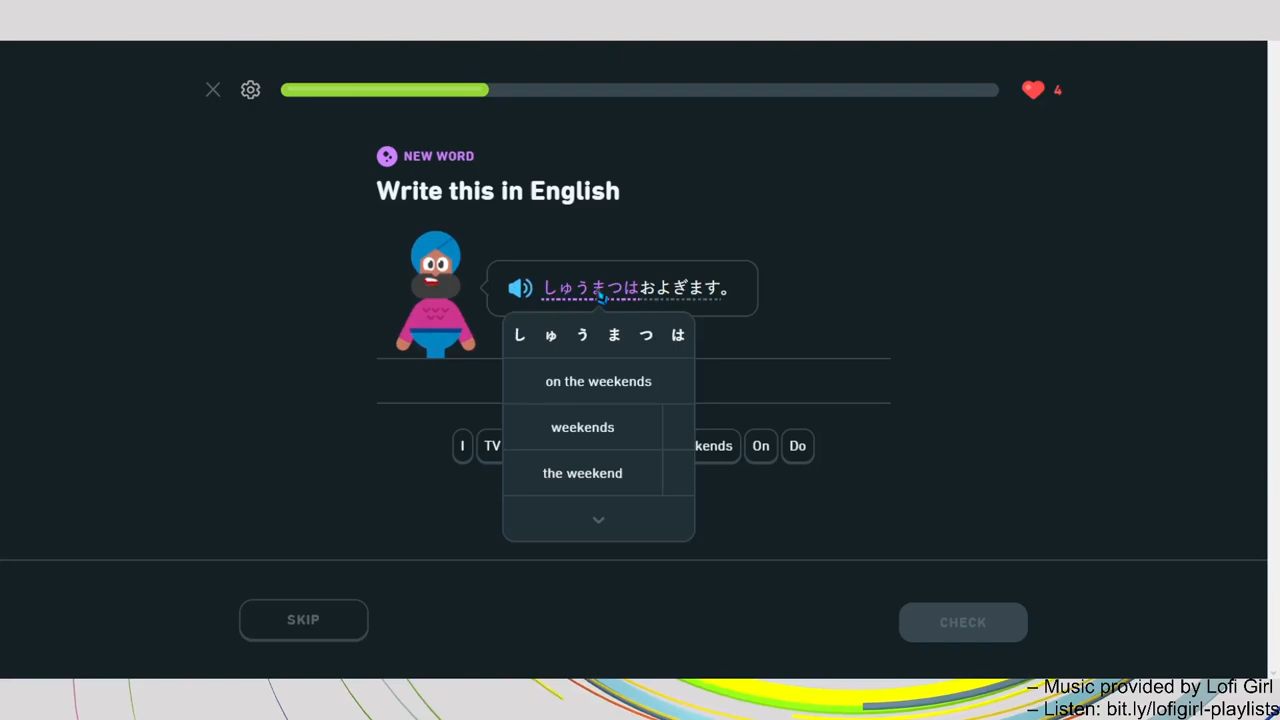 4
NEW WORD
Write this in English
しゅうまつはおよぎます。
し ゅ う ま つ は
on the weekends
weekends
the weekend
I TV kends On Do
SKIP CHECK
– Music provided by Lofi Girl
– Listen: bit.ly/lofigirl-playlists